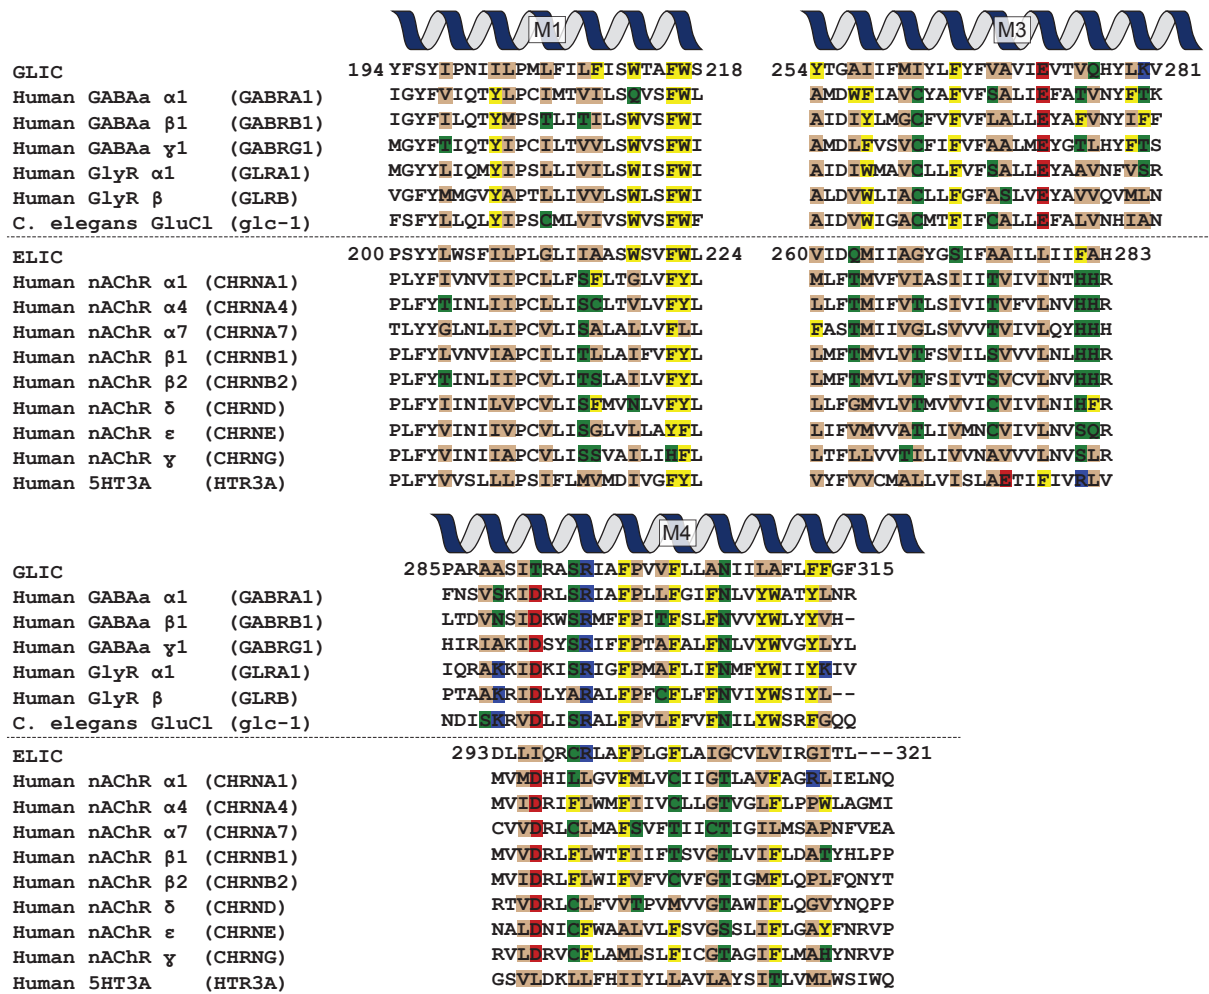 M1 M3
GLIC 194 YFSYIPNIILPMLFILFISWTAFWS 218 254 YTGAIIFMIYLFYFVAVIEVTVQHYLKV 281
Human GABAa α1 (GABRA1) IGYFVIQTYLPCIMTVILSQVSFWL AMDWFIAVCYAFVFSALIEFATVNYFTK
Human GABAa β1 (GABRB1) IGYFILQTYMPSTLITILSWVSFWI AIDIYLMGCFVFVFLALLEYAFVNYIFF
Human GABAa ɣ1 (GABRG1) MGYFTIQTYIPCILTVVLSWVSFWI AMDLFVSVCFIFVFAALMEYGTLHYFTS
Human GlyR α1 (GLRA1) MGYYLIQMYIPSLLIVILSWISFWI AIDIWMAVCLLFVFSALLEYAAVNFVSR
Human GlyR β (GLRB) VGFYMMGVYAPTLLIVVLSWLSFWI ALDVWLIACLLFGFASLVEYAVVQVMLN
C. elegans GluCl (glc-1) FSFYLLQLYIPSCMLVIVSWVSFWF AIDVWIGACMTFIFCALLEFALVNHIAN
ELIC 200 PSYYLWSFILPLGLIIAASWSVFWL 224 260 VIDQMIIAGYGSIFAAILLIIFAH 283
Human nAChR α1 (CHRNA1) PLYFIVNVIIPCLLFSFLTGLVFYL MLFTMVFVIASIIITVIVINTHHR
Human nAChR α4 (CHRNA4) PLFYTINLIIPCLLISCLTVLVFYL LLFTMIFVTLSIVITVFVLNVHHR
Human nAChR α7 (CHRNA7) TLYYGLNLLIPCVLISALALLVFLL FASTMIIVGLSVVVTVIVLQYHHH
Human nAChR β1 (CHRNB1) PLFYLVNVIAPCILITLLAIFVFYL LMFTMVLVTFSVILSVVVLNLHHR
Human nAChR β2 (CHRNB2) PLFYTINLIIPCVLITSLAILVFYL LMFTMVLVTFSIVTSVCVLNVHHR
Human nAChR δ (CHRND) PLFYIINILVPCVLISFMVNLVFYL LLFGMVLVTMVVVICVIVLNIHFR
Human nAChR ε (CHRNE) PLFYVINIIVPCVLISGLVLLAYFL LIFVMVVATLIVMNCVIVLNVSQR
Human nAChR ɣ (CHRNG) PLFYVINIIAPCVLISSVAILIHFL LTFLLVVTILIVVNAVVVLNVSLR
Human 5HT3A (HTR3A) PLFYVVSLLLPSIFLMVMDIVGFYL VYFVVCMALLVISLAETIFIVRLV
M4
GLIC 285 PARAASITRASRIAFPVVFLLANIILAFLFFGF 315
Human GABAa α1 (GABRA1) FNSVSKIDRLSRIAFPLLFGIFNLVYWATYLNR
Human GABAa β1 (GABRB1) LTDVNSIDKWSRMFFPITFSLFNVVYWLYYVH-
Human GABAa ɣ1 (GABRG1) HIRIAKIDSYSRIFFPTAFALFNLVYWVGYLYL
Human GlyR α1 (GLRA1) IQRAKKIDKISRIGFPMAFLIFNMFYWIIYKIV
Human GlyR β (GLRB) PTAAKRIDLYARALFPFCFLFFNVIYWSIYL--
C. elegans GluCl (glc-1) NDISKRVDLISRALFPVLFFVFNILYWSRFGQQ
ELIC 293 DLLIQRCRLAFPLGFLAIGCVLVIRGITL---321
Human nAChR α1 (CHRNA1) MVMDHILLGVFMLVCIIGTLAVFAGRLIELNQ
Human nAChR α4 (CHRNA4) MVIDRIFLWMFIIVCLLGTVGLFLPPWLAGMI
Human nAChR α7 (CHRNA7) CVVDRLCLMAFSVFTIICTIGILMSAPNFVEA
Human nAChR β1 (CHRNB1) MVVDRLFLWTFIIFTSVGTLVIFLDATYHLPP
Human nAChR β2 (CHRNB2) MVIDRLFLWIFVFVCVFGTIGMFLQPLFQNYT
Human nAChR δ (CHRND) RTVDRLCLFVVTPVMVVGTAWIFLQGVYNQPP
Human nAChR ε (CHRNE) NALDNICFWAALVLFSVGSSLIFLGAYFNRVP
Human nAChR ɣ (CHRNG) RVLDRVCFLAMLSLFICGTAGIFLMAHYNRVP
Human 5HT3A (HTR3A) GSVLDKLLFHIIYLLAVLAYSITLVMLWSIWQ